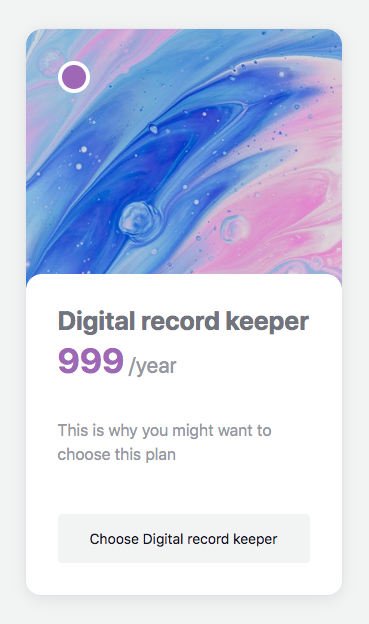 Digital record keeper
999 /year
This is why you might want to
choose this plan
Choose Digital record keeper